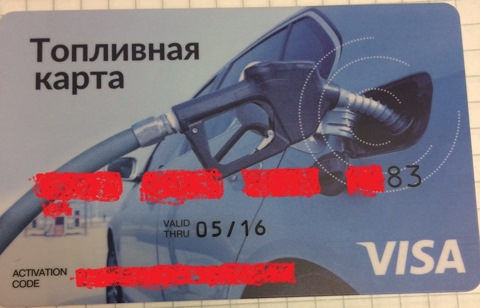 Топливная
карта
83
VALID
THRU 05/16
ACTIVATION
CODE
VISA